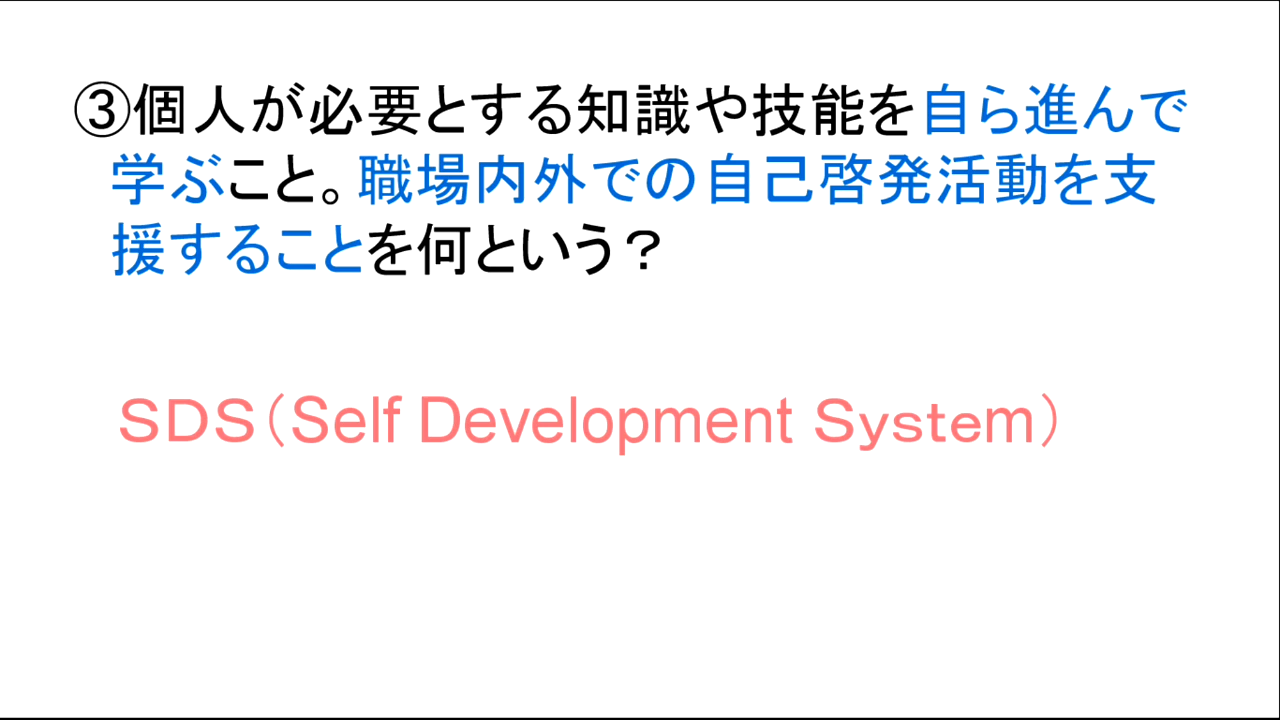 ③個人が必要とする知識や技能を自ら進んで
学ぶこと。職場内外での自己啓発活動を支
援することを何という？
ＳＤＳ（Self Development Ｓｙｓｔｅｍ）